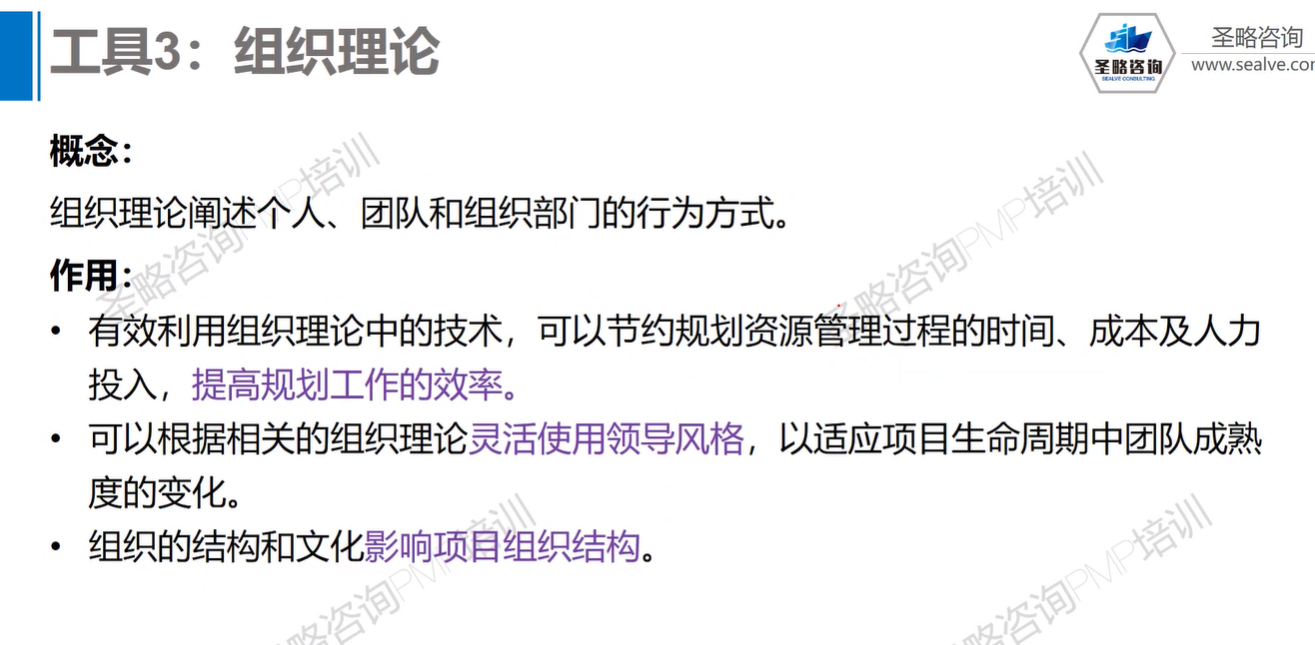 工具3：组织理论
圣略咨询
SEALVE CONSULTING
圣略咨询
www.sealve.com
概念：
组织理论阐述个人、团队和组织部门的行为方式。
作用：
• 有效利用组织理论中的技术，可以节约规划资源管理过程的时间、成本及人力
投入，提高规划工作的效率。
• 可以根据相关的组织理论灵活使用领导风格，以适应项目生命周期中团队成熟
度的变化。
• 组织的结构和文化影响项目组织结构。
圣略咨询PMP培训
圣略咨询PMP培训
略咨询PMP培训
略咨询PMP培训